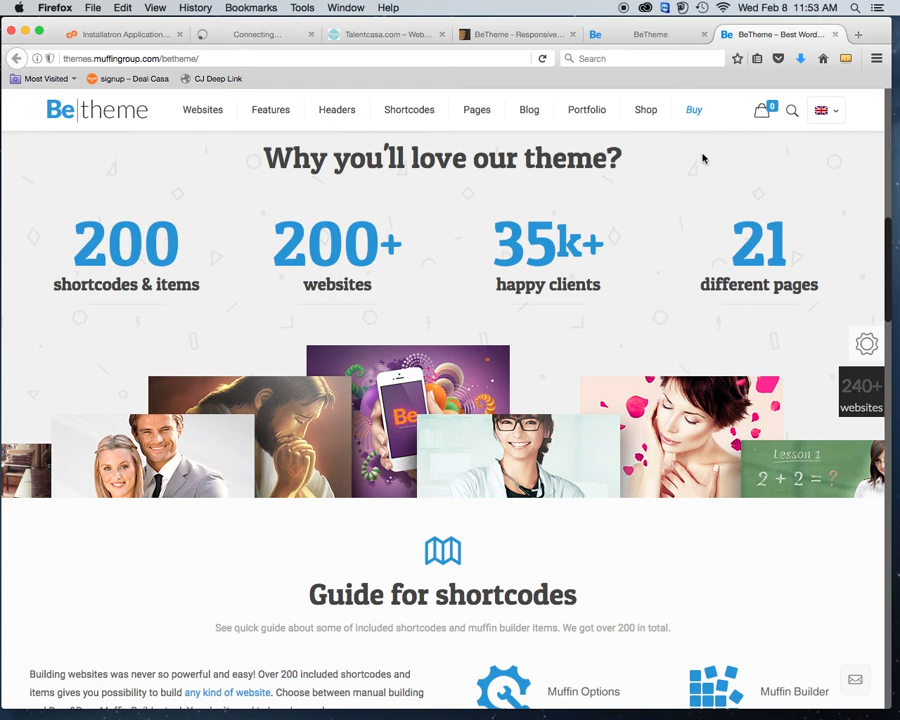 Firefox File Edit View History Bookmarks Tools Window Help Wed Feb 8 11:53 AM
Installatron Application... Connecting... Talentcasa.com – Web... BeTheme - Responsive... Be BeTheme Be BeTheme – Best Word...
themes.muffingroup.com/betheme/ Search
Most Visited signup – Deal Casa CJ Deep Link
Be|theme Websites Features Headers Shortcodes Pages Blog Portfolio Shop Buy 0
Why you'll love our theme?
200 200+ 35k+ 21
shortcodes & items websites happy clients different pages
240+
websites
Be
Lesson 1
2 + 2 = ?
Guide for shortcodes
See quick guide about some of included shortcodes and muffin builder items. We got over 200 in total.
Building websites was never so powerful and easy! Over 200 included shortcodes and
items gives you possibility to build any kind of website. Choose between manual building
Muffin Options Muffin Builder